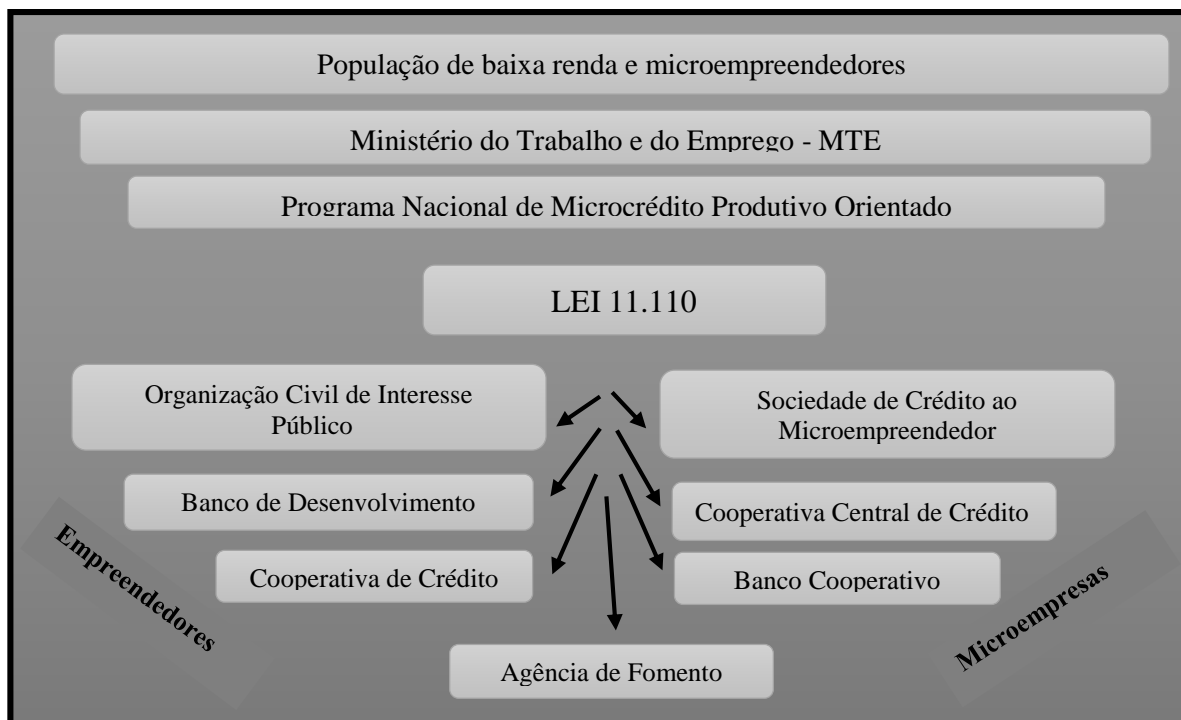 População de baixa renda e microempreendedores
Ministério do Trabalho e do Emprego - MTE
Programa Nacional de Microcrédito Produtivo Orientado
LEI 11.110
Organização Civil de Interesse
Público
Sociedade de Crédito ao
Microempreendedor
Banco de Desenvolvimento
Cooperativa Central de Crédito
Cooperativa de Crédito
Banco Cooperativo
Empreendedores
Microempresas
Agência de Fomento